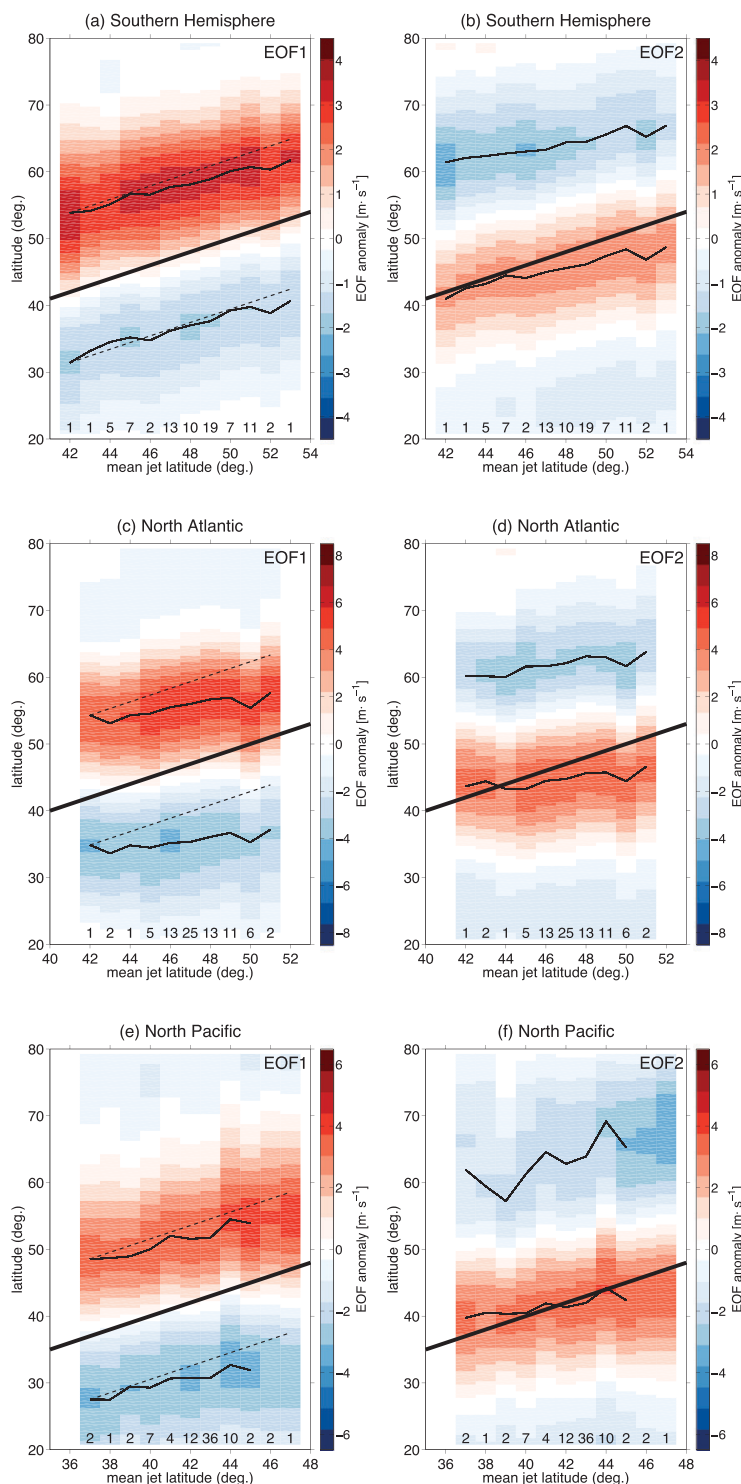 (a) Southern Hemisphere
EOF1
80
70
60
50
40
30
20
latitude (deg.)
1 1 5 7 2 13 10 19 7 11 2 1
42 44 46 48 50 52 54
mean jet latitude (deg.)
4
3
2
1
0
−1
−2
−3
−4
EOF anomaly [m· s⁻¹]
(b) Southern Hemisphere
EOF2
80
70
60
50
40
30
20
latitude (deg.)
1 1 5 7 2 13 10 19 7 11 2 1
42 44 46 48 50 52 54
mean jet latitude (deg.)
4
3
2
1
0
−1
−2
−3
−4
EOF anomaly [m· s⁻¹]
(c) North Atlantic
EOF1
80
70
60
50
40
30
20
latitude (deg.)
1 2 1 5 13 25 13 11 6 2
40 42 44 46 48 50 52
mean jet latitude (deg.)
8
6
4
2
0
−2
−4
−6
−8
EOF anomaly [m· s⁻¹]
(d) North Atlantic
EOF2
80
70
60
50
40
30
20
latitude (deg.)
1 2 1 5 13 25 13 11 6 2
40 42 44 46 48 50 52
mean jet latitude (deg.)
8
6
4
2
0
−2
−4
−6
−8
EOF anomaly [m· s⁻¹]
(e) North Pacific
EOF1
80
70
60
50
40
30
20
latitude (deg.)
2 1 2 7 4 12 36 10 2 2 1
36 38 40 42 44 46 48
mean jet latitude (deg.)
6
4
2
0
−2
−4
−6
EOF anomaly [m· s⁻¹]
(f) North Pacific
EOF2
80
70
60
50
40
30
20
latitude (deg.)
2 1 2 7 4 12 36 10 2 2 1
36 38 40 42 44 46 48
mean jet latitude (deg.)
6
4
2
0
−2
−4
−6
EOF anomaly [m· s⁻¹]